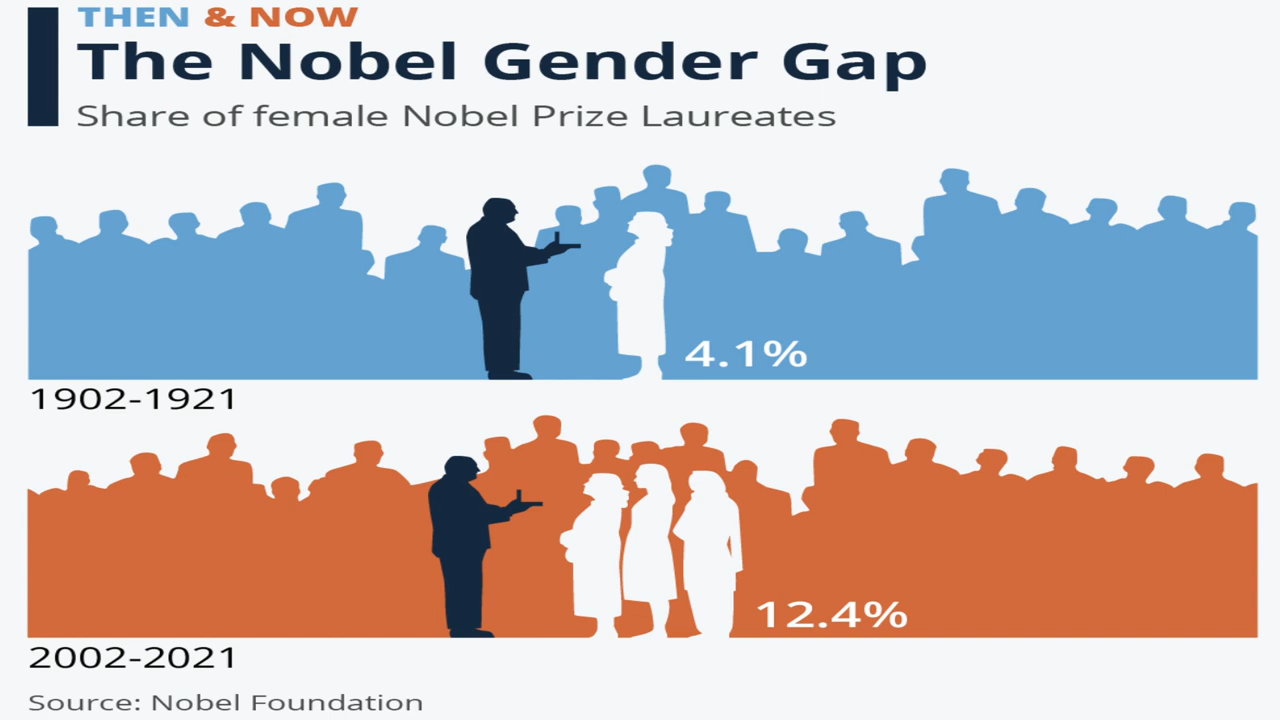 THEN & NOW
The Nobel Gender Gap
Share of female Nobel Prize Laureates
4.1%
1902-1921
12.4%
2002-2021
Source: Nobel Foundation